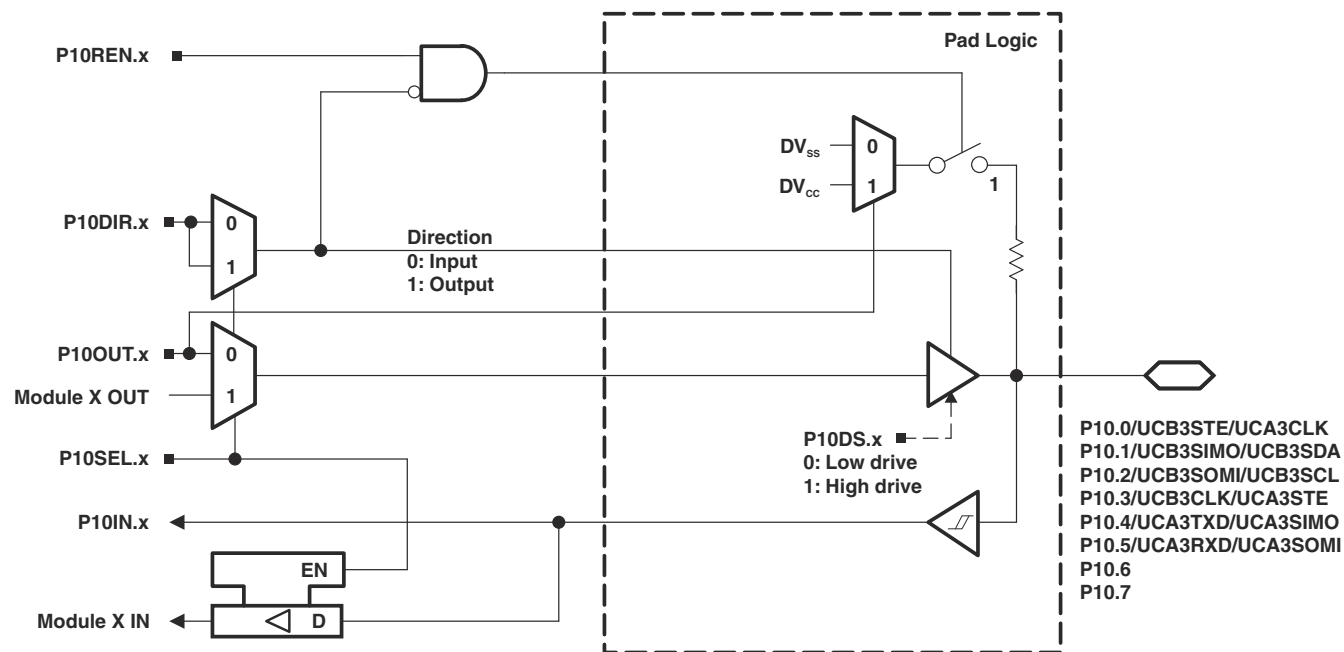 Pad Logic
P10REN.x
DVss
0
DVcc
1
1
P10DIR.x
0
1
Direction
0: Input
1: Output
P10OUT.x
0
Module X OUT
1
P10DS.x
0: Low drive
1: High drive
P10SEL.x
P10IN.x
EN
Module X IN
D
P10.0/UCB3STE/UCA3CLK
P10.1/UCB3SIMO/UCB3SDA
P10.2/UCB3SOMI/UCB3SCL
P10.3/UCB3CLK/UCA3STE
P10.4/UCA3TXD/UCA3SIMO
P10.5/UCA3RXD/UCA3SOMI
P10.6
P10.7